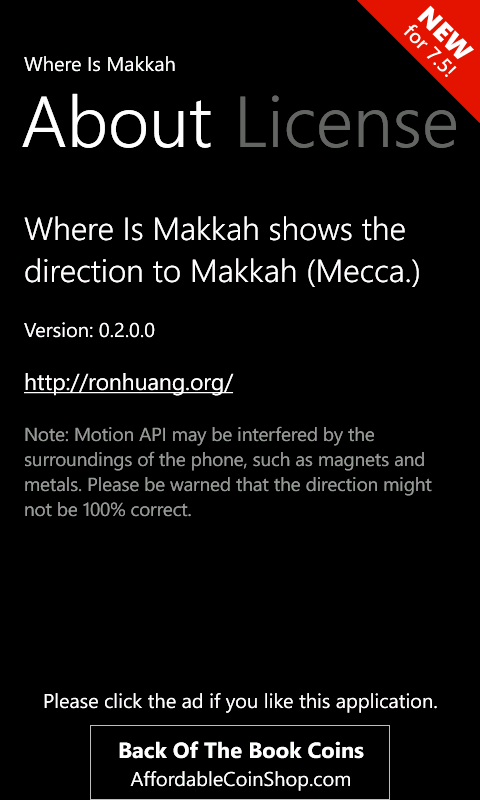 NEW
for 7.5!
Where Is Makkah
About License
Where Is Makkah shows the
direction to Makkah (Mecca.)
Version: 0.2.0.0
http://ronhuang.org/
Note: Motion API may be interfered by the
surroundings of the phone, such as magnets and
metals. Please be warned that the direction might
not be 100% correct.
Please click the ad if you like this application.
Back Of The Book Coins
AffordableCoinShop.com